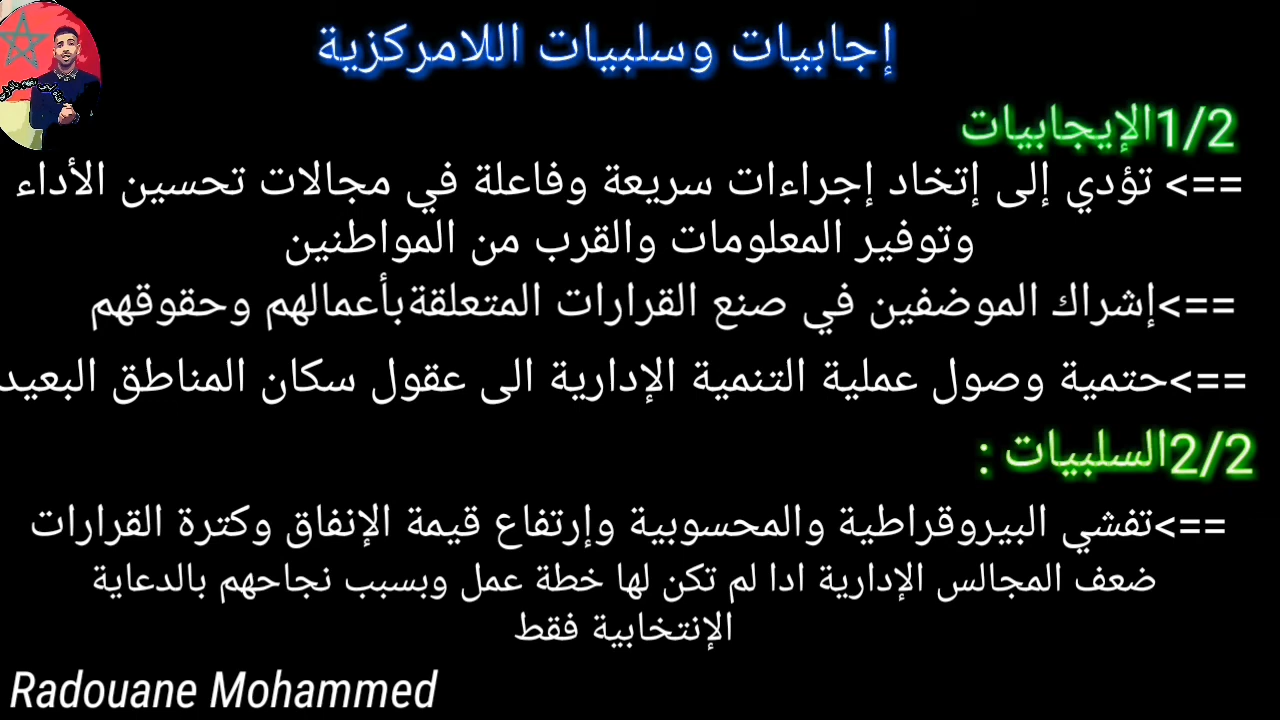 إجابيات وسلبيات اللامركزية
1/2الإيجابيات
==> تؤدي إلى إتخاد إجراءات سريعة وفاعلة في مجالات تحسين الأداء
وتوفير المعلومات والقرب من المواطنين
==>إشراك الموضفين في صنع القرارات المتعلقةبأعمالهم وحقوقهم
==>حتمية وصول عملية التنمية الإدارية الى عقول سكان المناطق البعيد
2/2السلبيات :
==>تفشي البيروقراطية والمحسوبية وإرتفاع قيمة الإنفاق وكترة القرارات
ضعف المجالس الإدارية ادا لم تكن لها خطة عمل وبسبب نجاحهم بالدعاية
الإنتخابية فقط
Radouane Mohammed